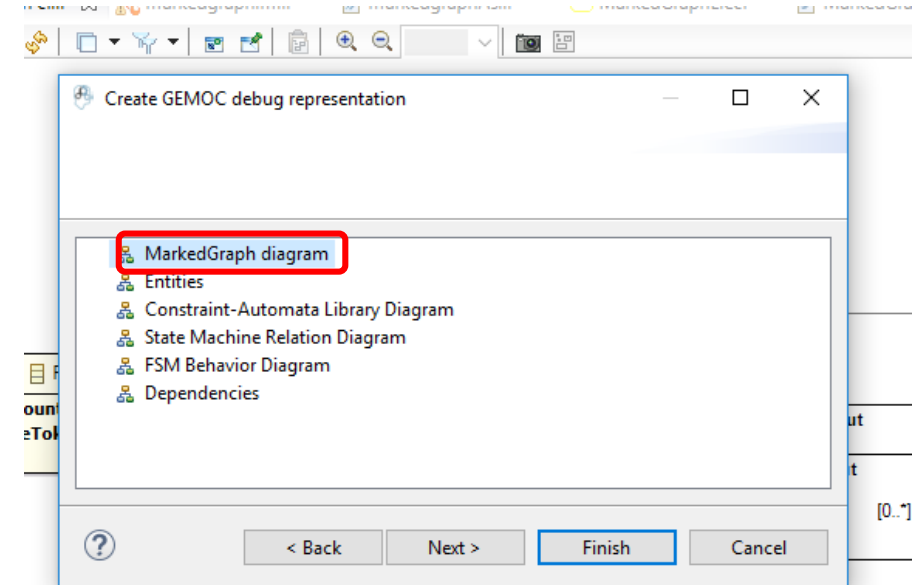 Create GEMOC debug representation
MarkedGraph diagram
Entities
Constraint-Automata Library Diagram
State Machine Relation Diagram
FSM Behavior Diagram
Dependencies
[0..*]
< Back
Next >
Finish
Cancel